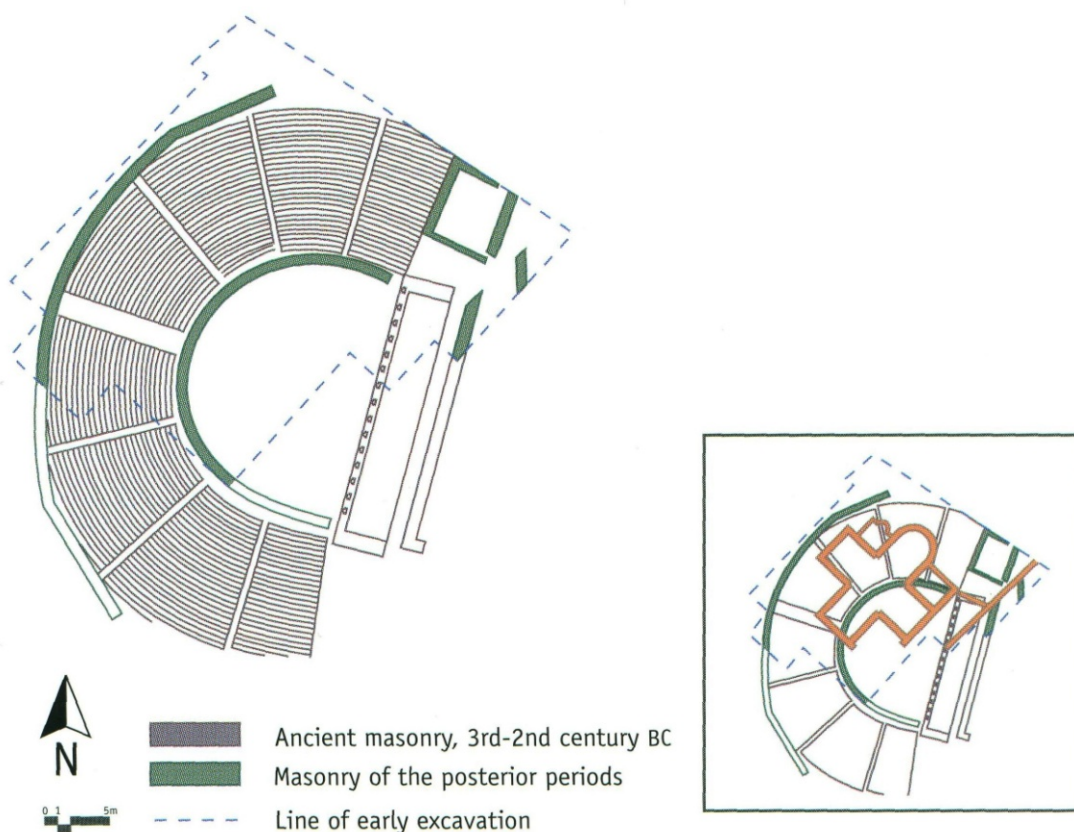 Ancient masonry, 3rd-2nd century BC
N
Masonry of the posterior periods
0 1 5m
Line of early excavation